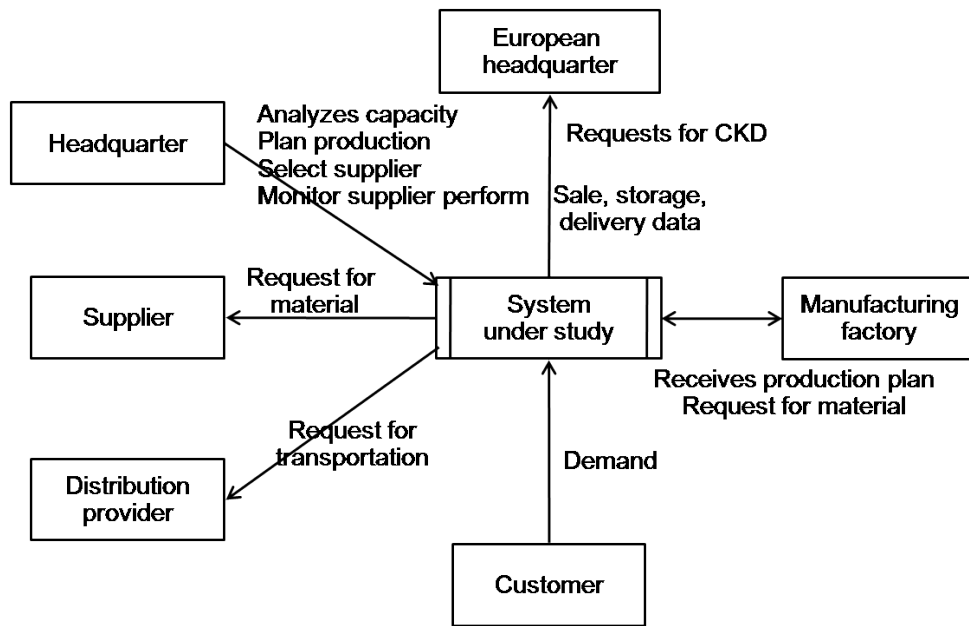 European
headquarter
Headquarter
Analyzes capacity
Plan production
Select supplier
Monitor supplier perform
Requests for CKD
Sale, storage,
delivery data
Supplier
Request for
material
System
under study
Manufacturing
factory
Receives production plan
Request for material
Request for
transportation
Distribution
provider
Demand
Customer